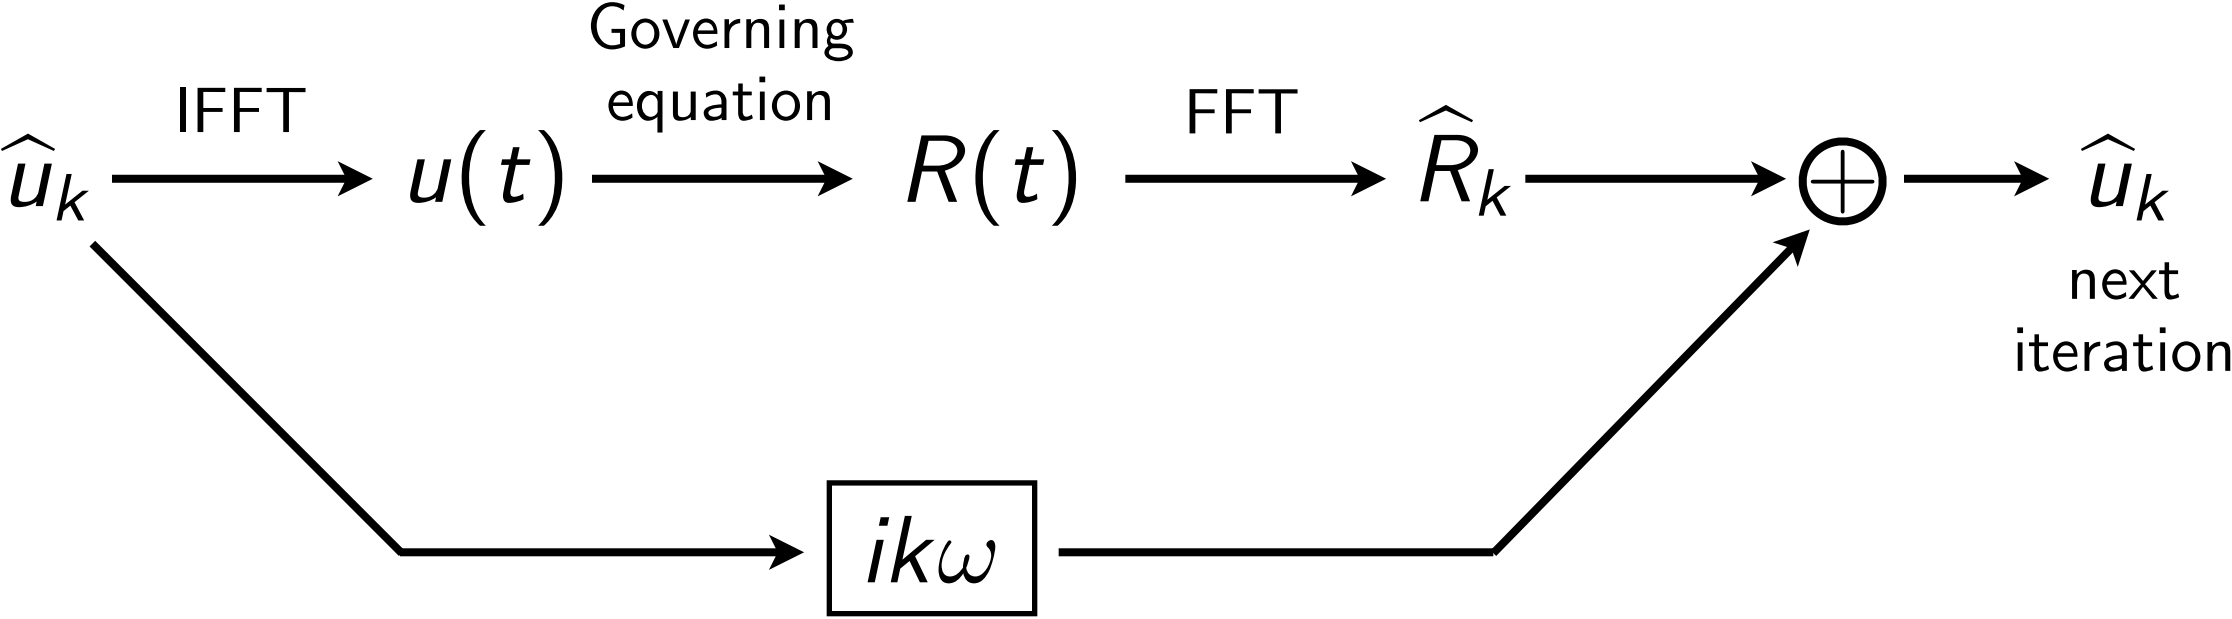 Governing
equation
IFFT
FFT
û_k
u(t)
R(t)
R̂_k
⊕
û_k
next
iteration
ikω